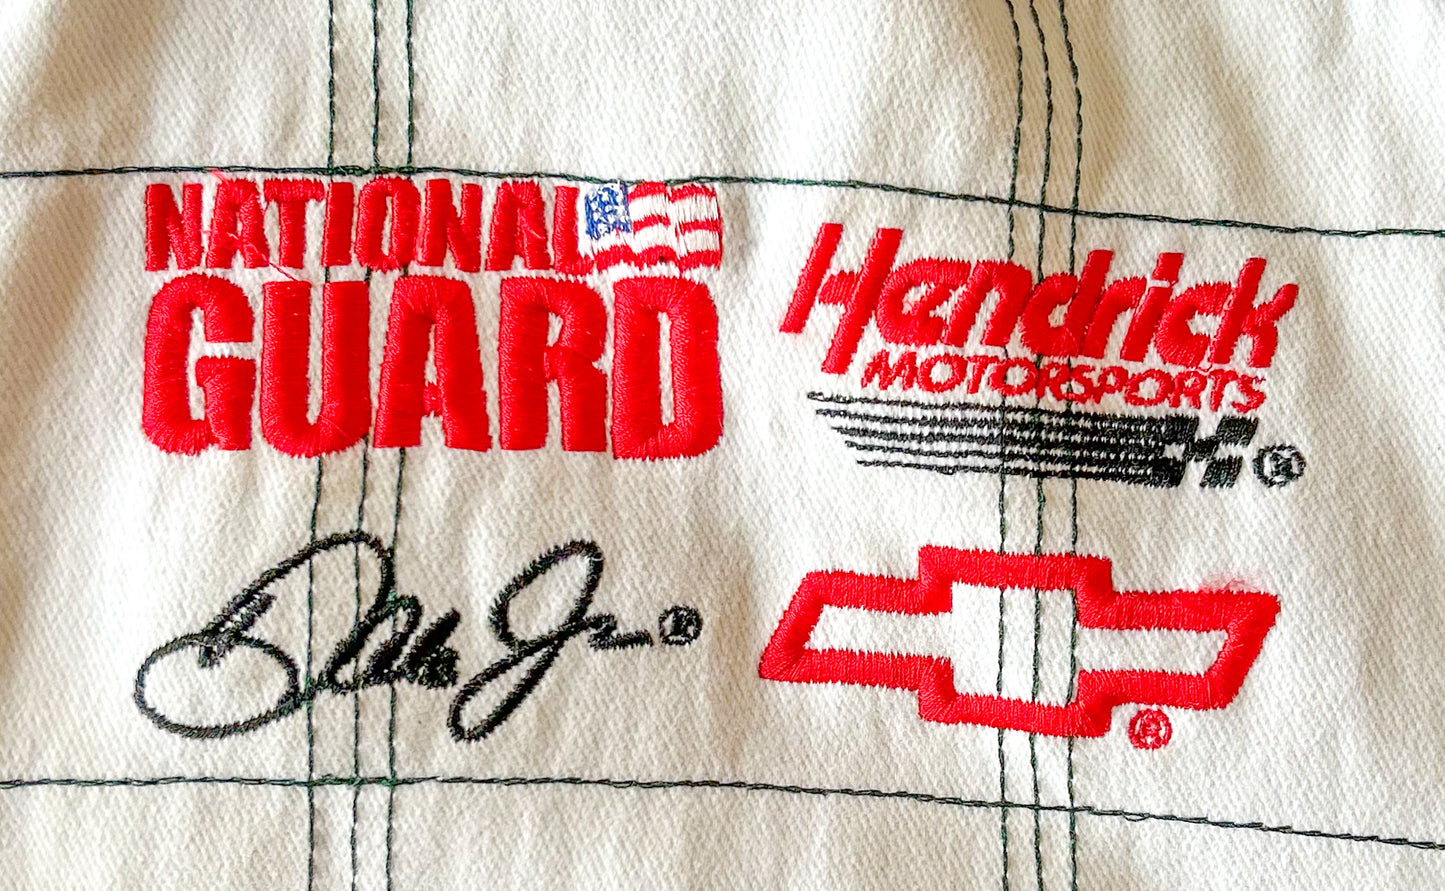 NATIONAL
GUARD
Hendrick
MOTORSPORTS
®
Dale Jr ®
®